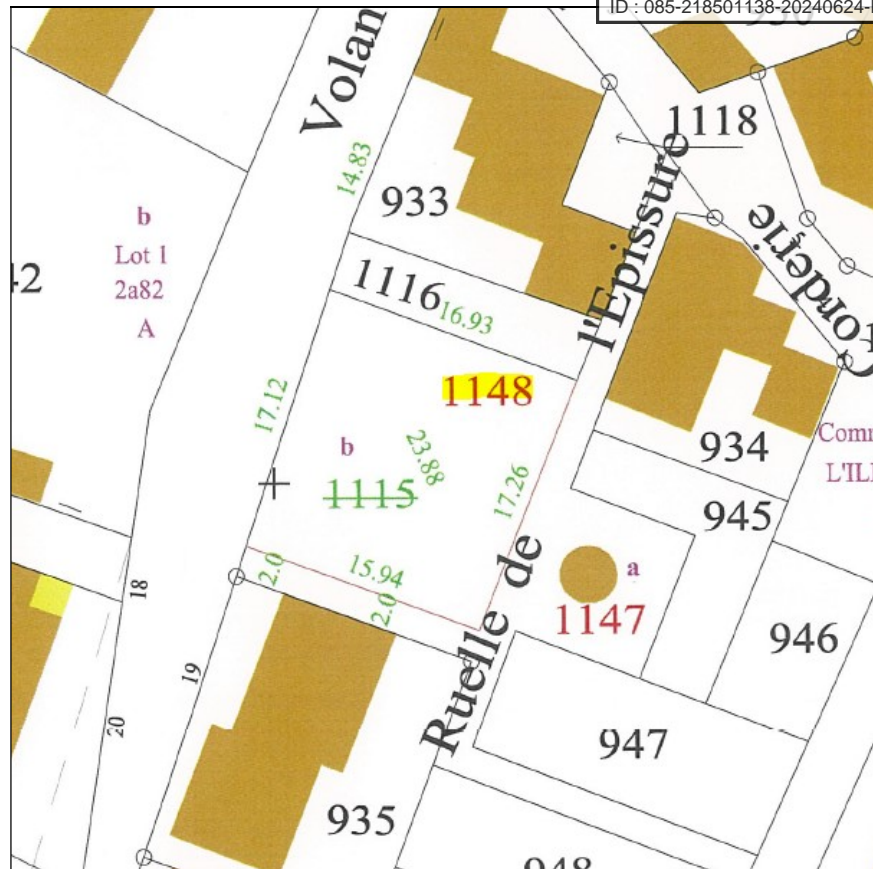 ID : 085-218501138-20240624-
Volan
14.83
933
1118
l'Epissure
Corderie
b
Lot 1
2a82
A
42
1116
16.93
17.12
1148
b
23.88
1115
17.26
934
Comm
L'ILE
945
2.0
15.94
2.0
Ruelle de
a
1147
946
18
19
20
947
935
948